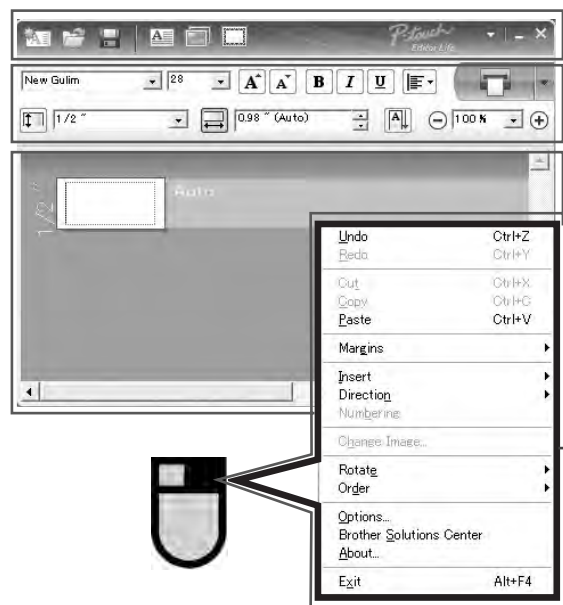 P-touch
Editor Lite
New Gulim 28 A A B I U
1/2 " 0.98 " (Auto) A 100 %
1/2 "
Auto
Undo Ctrl+Z
Redo Ctrl+Y
Cut Ctrl+X
Copy Ctrl+C
Paste Ctrl+V
Margins
Insert
Direction
Numbering
Change Image...
Rotate
Order
Options...
Brother Solutions Center
About...
Exit Alt+F4